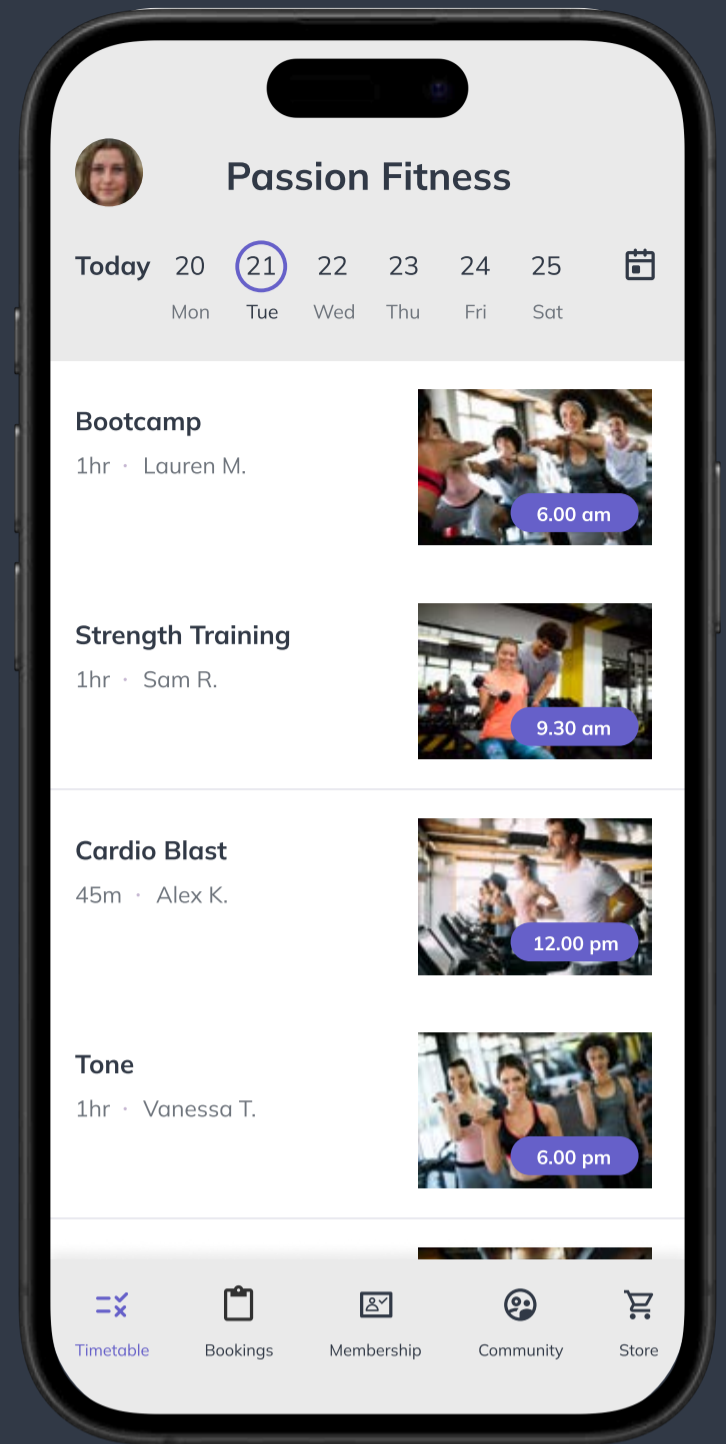 Passion Fitness
Today 20 21 22 23 24 25
Mon Tue Wed Thu Fri Sat
Bootcamp
1hr · Lauren M.
6.00 am
Strength Training
1hr · Sam R.
9.30 am
Cardio Blast
45m · Alex K.
12.00 pm
Tone
1hr · Vanessa T.
6.00 pm
Timetable Bookings Membership Community Store